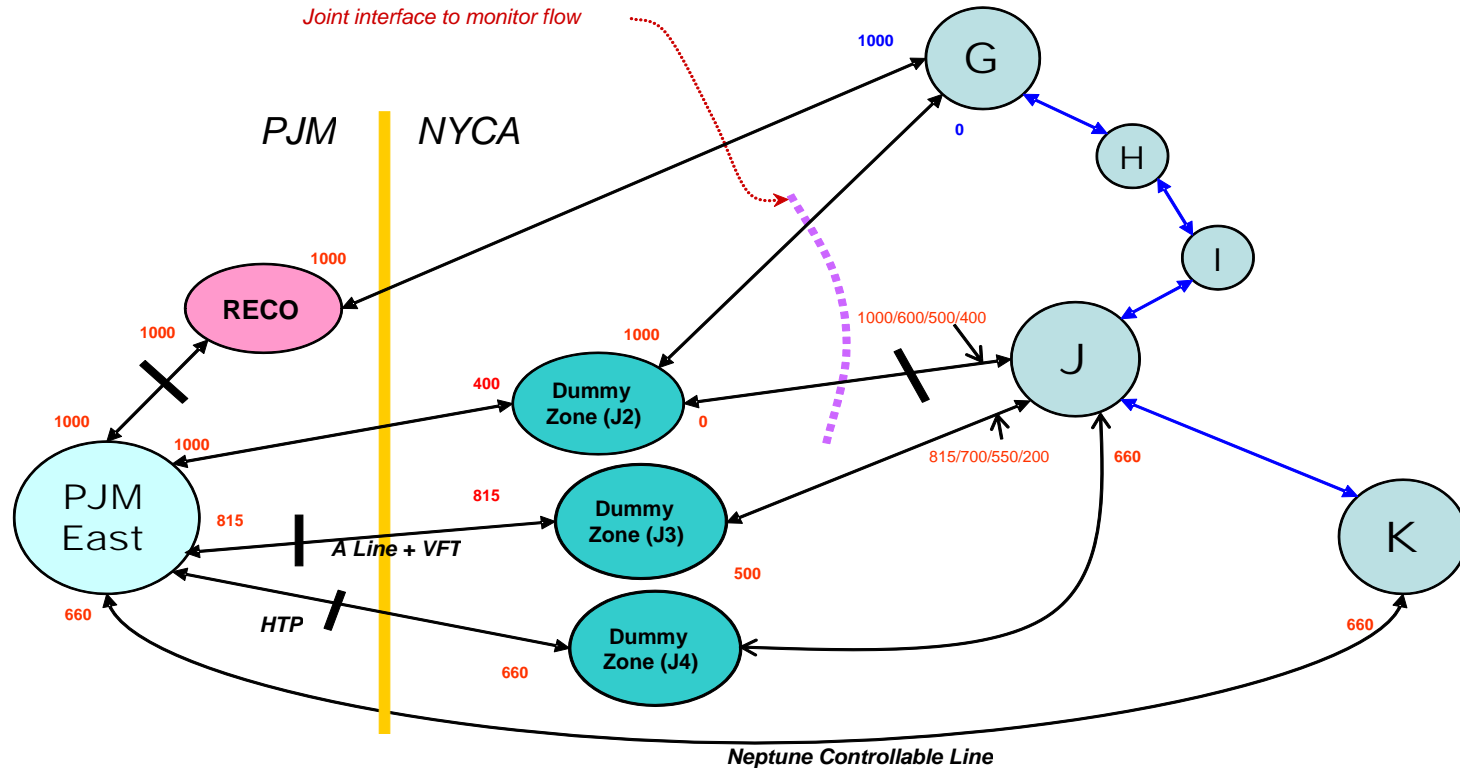 Joint interface to monitor flow
1000
G
0
PJM
NYCA
H
I
1000
RECO
1000
1000/600/500/400
1000
J
400
Dummy
Zone (J2)
0
1000
1000
815/700/550/200
660
PJM
East
815
815
A Line + VFT
Dummy
Zone (J3)
500
K
660
HTP
660
Dummy
Zone (J4)
660
Neptune Controllable Line